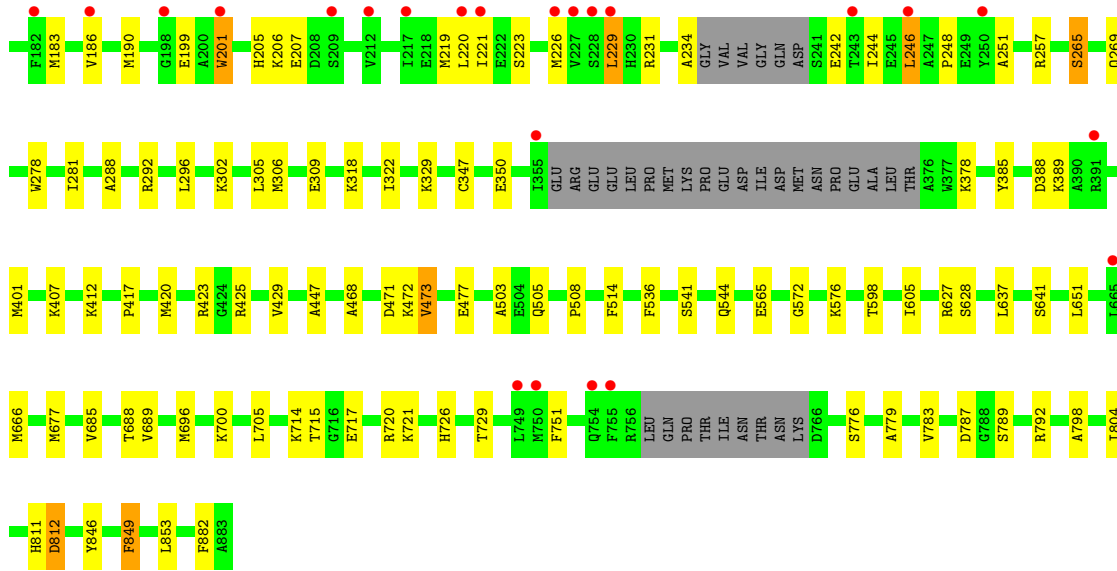 F182 M183 V186 M190 G198 E199 A200 W201 H205 K206 E207 D208 S209 V212 I217 E218 M219 L220 I221 E222 S223 M226 V227 S228 L229 H230 R231 A234 GLY VAL VAL GLY GLN ASP S241 E242 T243 I244 E245 L246 A247 P248 E249 Y250 A251 R257 S265 D269
W278 I281 A288 R292 L296 K302 L305 M306 E309 K318 I322 K329 C347 E350 I355 GLU ARG GLU GLU LEU PRO MET LYS PRO GLU ASP ILE ASP MET ASN PRO GLU ALA LEU THR A376 W377 K378 Y385 D388 K389 A390 R391
M401 K407 K412 P417 M420 R423 G424 R425 V429 A447 A468 D471 K472 V473 E477 A503 E504 Q505 P508 F514 F536 S541 Q544 E565 G572 K576 T598 I605 R627 S628 L637 S641 L651 L665
M666 M677 V685 T688 V689 M696 K700 L705 K714 T715 G716 E717 R720 K721 H726 T729 L749 M750 F751 Q754 F755 R756 LEU GLN PRO THR ILE ASN THR ASN LYS D766 S776 A779 V783 D787 G788 S789 R792 A798 I804
H811 D812 Y846 F849 L853 F882 A883